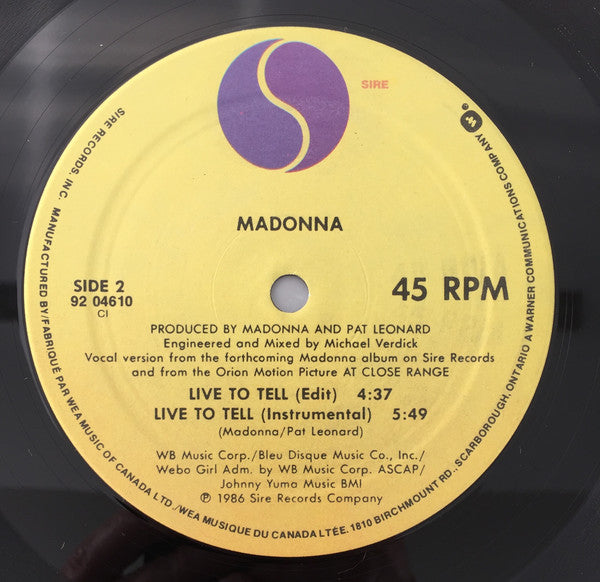 SIRE
MADONNA
SIDE 2
92 04610
CI
45 RPM
PRODUCED BY MADONNA AND PAT LEONARD
Engineered and Mixed by Michael Verdick
Vocal version from the forthcoming Madonna album on Sire Records
and from the Orion Motion Picture AT CLOSE RANGE
LIVE TO TELL (Edit) 4:37
LIVE TO TELL (Instrumental) 5:49
(Madonna/Pat Leonard)
WB Music Corp./Bleu Disque Music Co., Inc./
Webo Girl Adm. by WB Music Corp. ASCAP/
Johnny Yuma Music BMI
℗ 1986 Sire Records Company
SIRE RECORDS, INC. MANUFACTURED BY/FABRIQUÉ PAR WEA MUSIC OF CANADA LTD./WEA MUSIQUE DU CANADA LTÉE. 1810 BIRCHMOUNT RD., SCARBOROUGH, ONTARIO A WARNER COMMUNICATIONS COMPANY